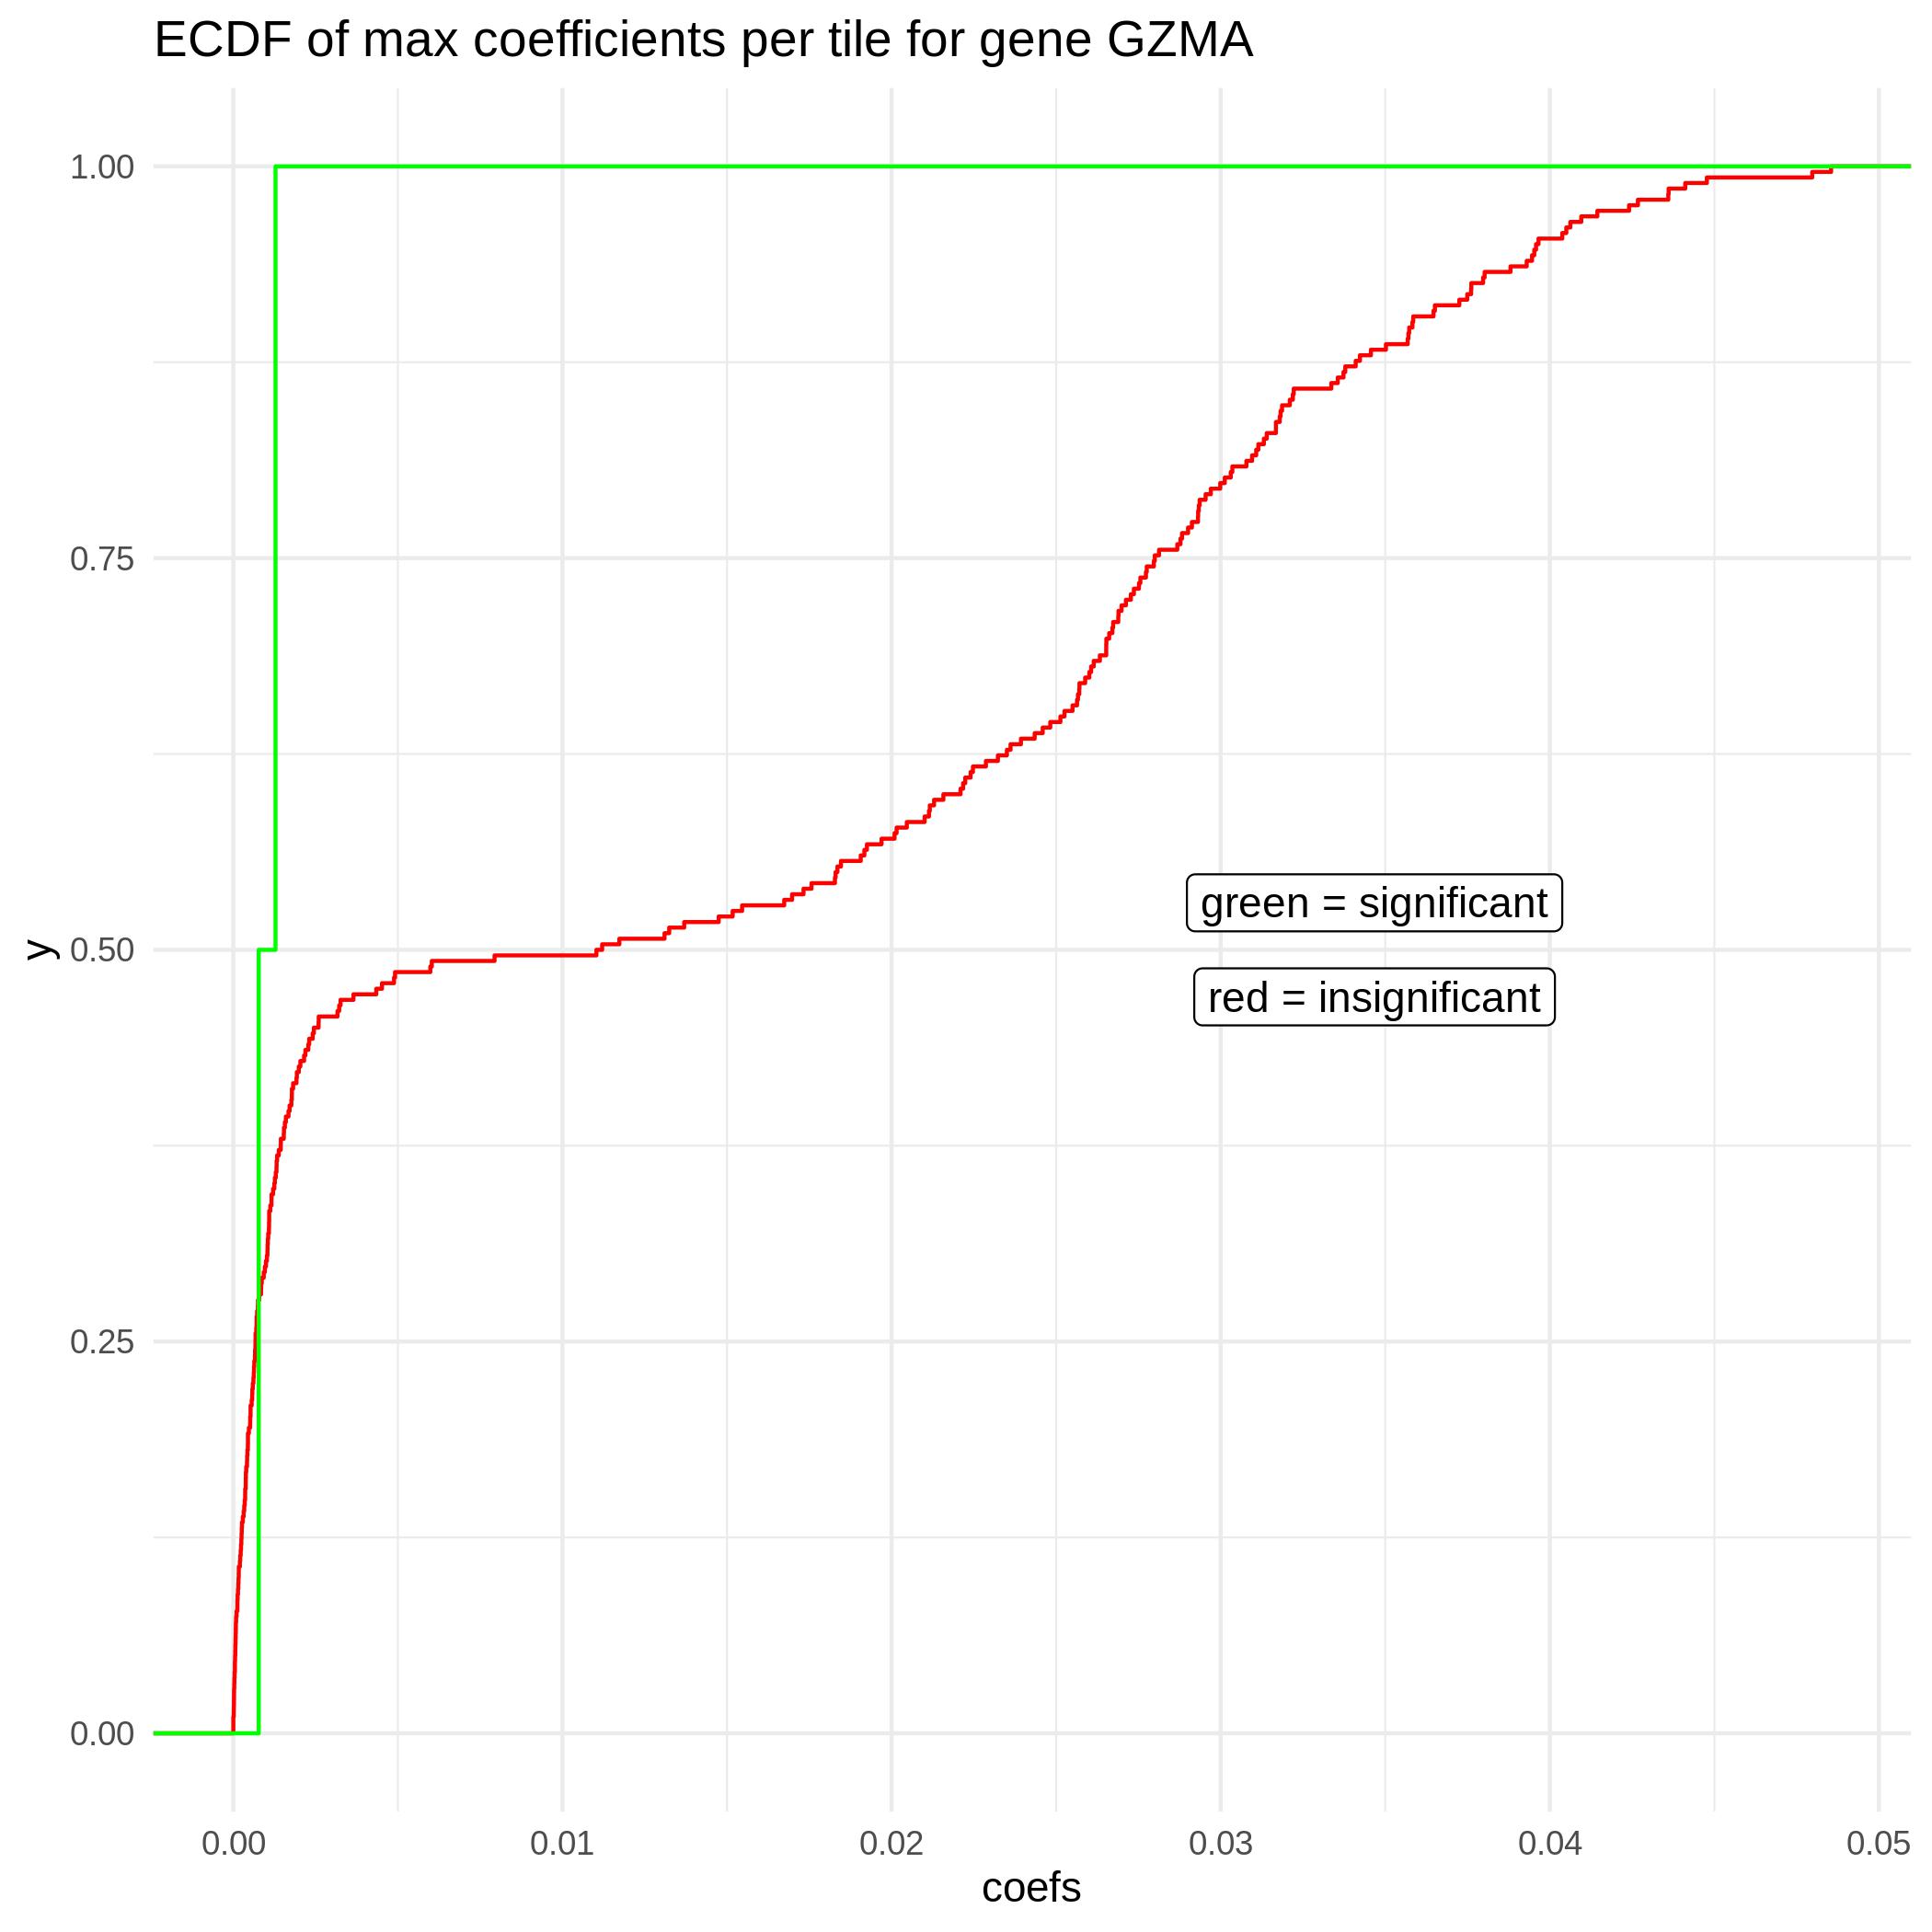 ECDF of max coefficients per tile for gene GZMA
y
1.00
0.75
0.50
0.25
0.00
green = significant
red = insignificant
0.00 0.01 0.02 0.03 0.04 0.05
coefs